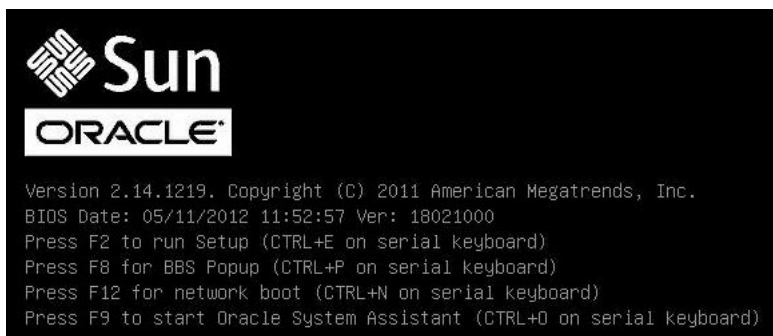 Sun
ORACLE
Version 2.14.1219. Copyright (C) 2011 American Megatrends, Inc.
BIOS Date: 05/11/2012 11:52:57 Ver: 18021000
Press F2 to run Setup (CTRL+E on serial keyboard)
Press F8 for BBS Popup (CTRL+P on serial keyboard)
Press F12 for network boot (CTRL+N on serial keyboard)
Press F9 to start Oracle System Assistant (CTRL+O on serial keyboard)